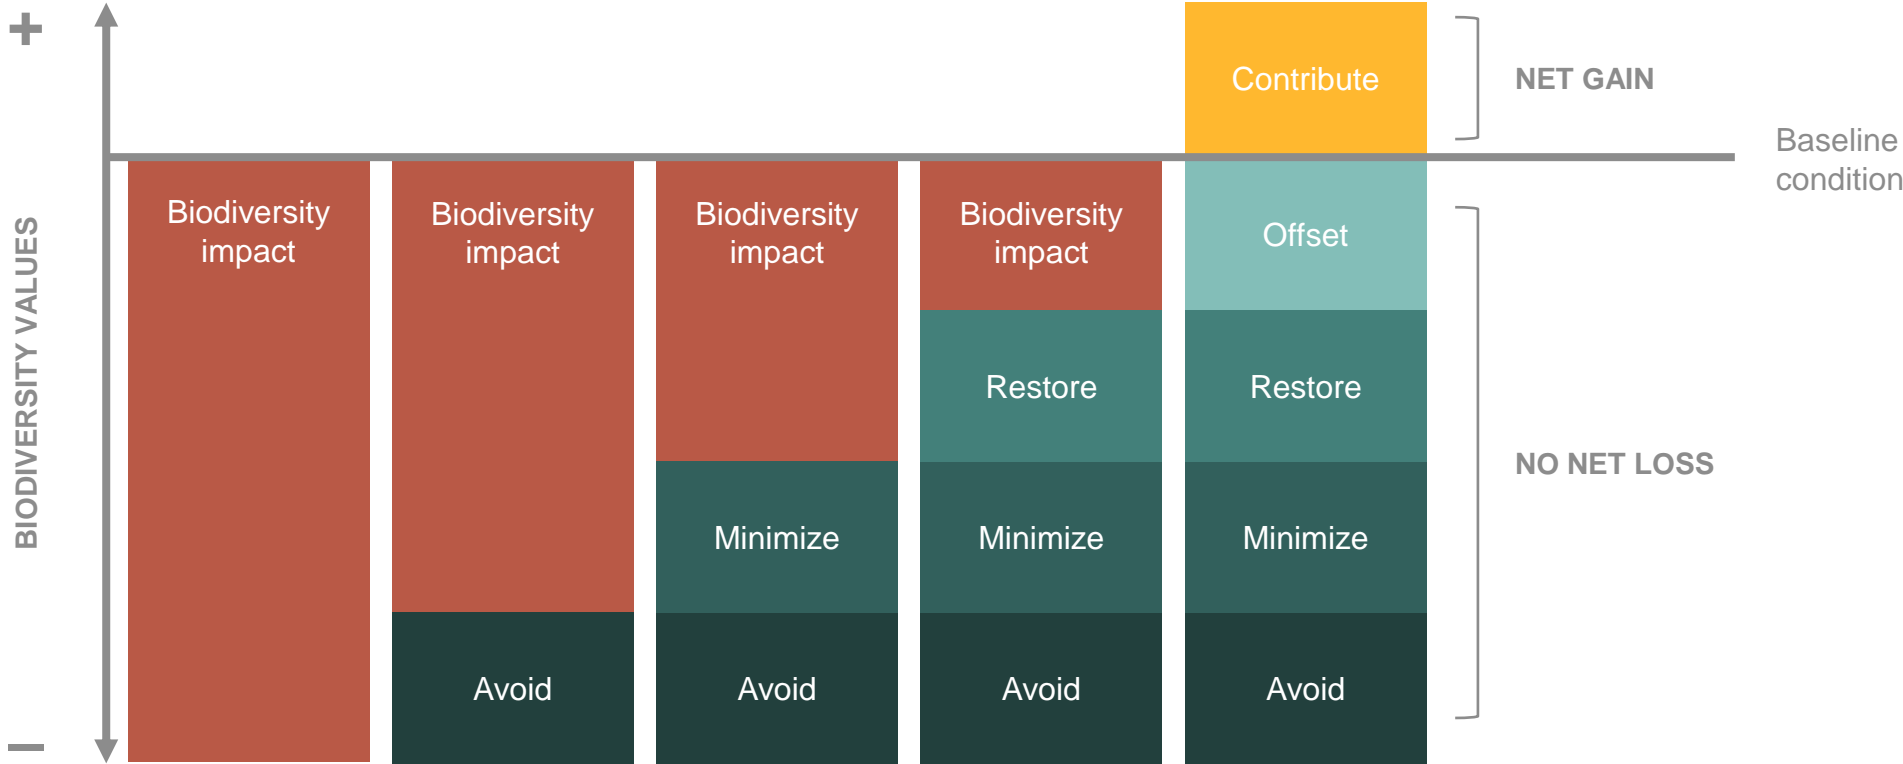 +
Contribute
NET GAIN
Baseline
condition
BIODIVERSITY VALUES
Biodiversity
impact
Biodiversity
impact
Biodiversity
impact
Biodiversity
impact
Offset
Restore
Restore
NO NET LOSS
Minimize
Minimize
Minimize
Avoid
Avoid
Avoid
Avoid
–